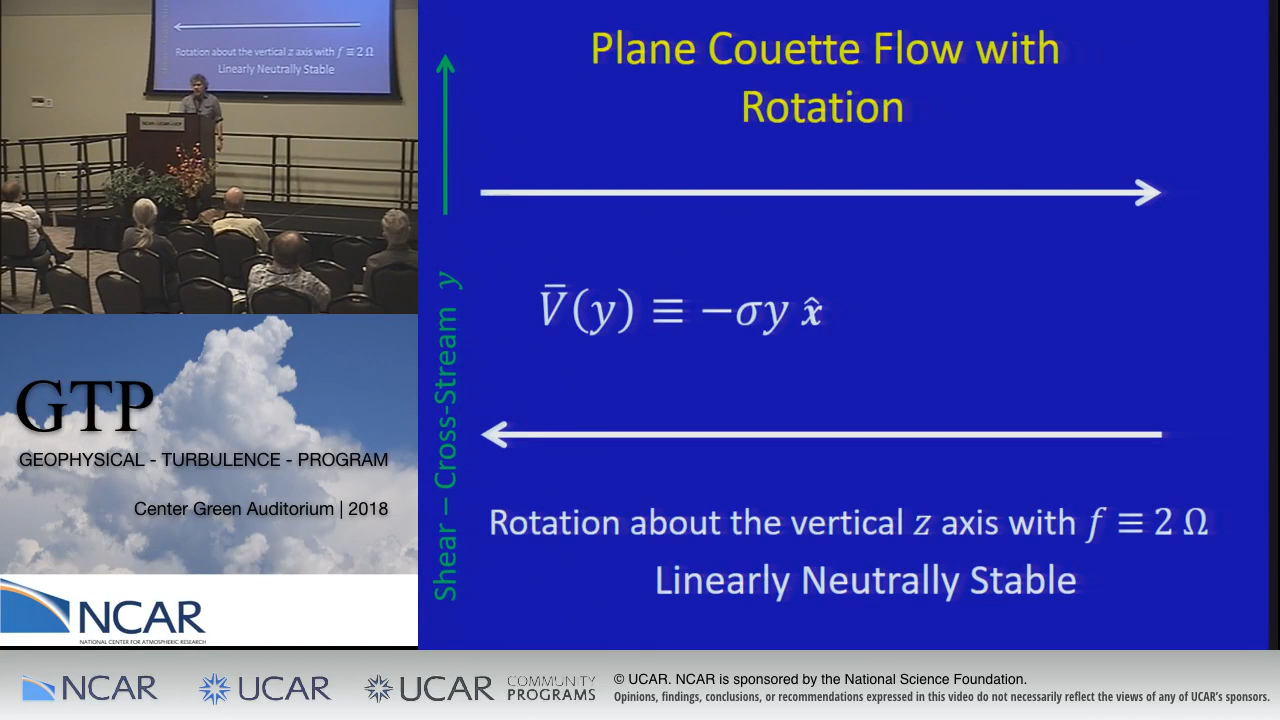 Rotation about the vertical z axis with f ≡ 2 Ω
Linearly Neutrally Stable
NCAR-UCAR-UCP
GTP
GEOPHYSICAL - TURBULENCE - PROGRAM
Center Green Auditorium | 2018
NCAR
NATIONAL CENTER FOR ATMOSPHERIC RESEARCH
Plane Couette Flow with
Rotation
Shear – Cross-Stream y
V̄(y) ≡ −σy x̂
Rotation about the vertical z axis with f ≡ 2 Ω
Linearly Neutrally Stable
NCAR
UCAR
UCAR
COMMUNITY
PROGRAMS
© UCAR. NCAR is sponsored by the National Science Foundation.
Opinions, findings, conclusions, or recommendations expressed in this video do not necessarily reflect the views of any of UCAR's sponsors.